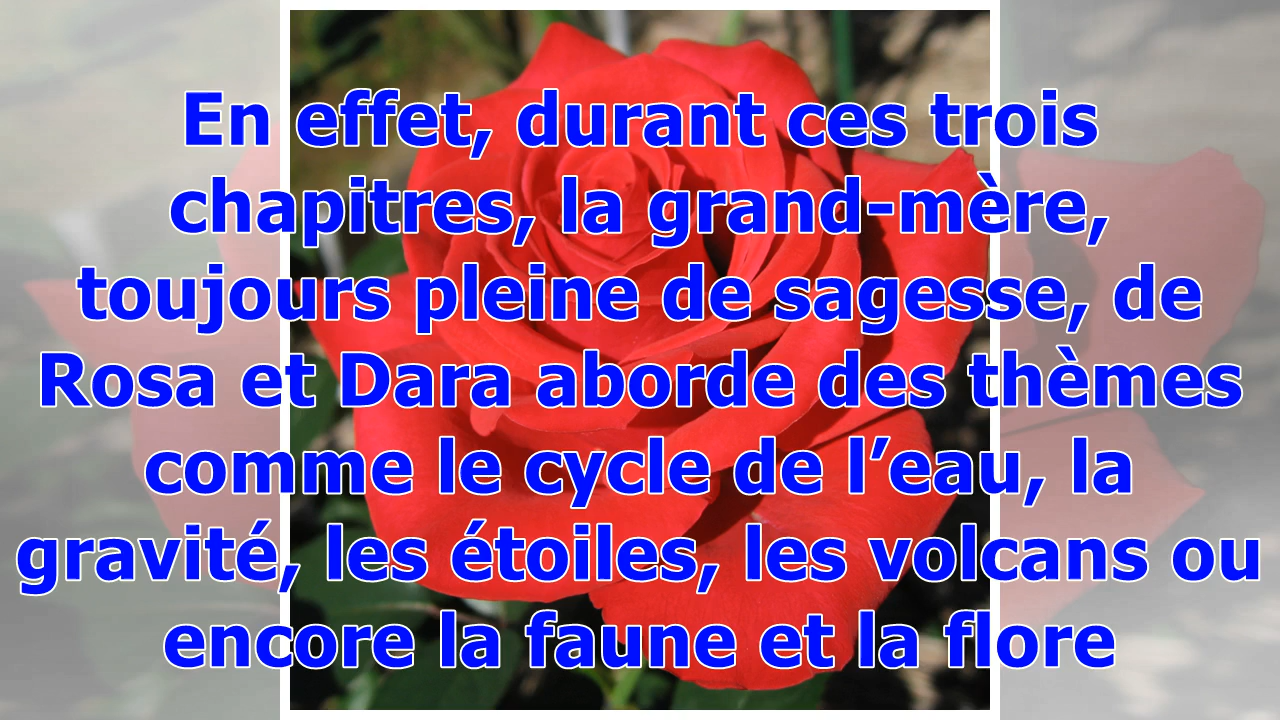 En effet, durant ces trois
chapitres, la grand-mère,
toujours pleine de sagesse, de
Rosa et Dara aborde des thèmes
comme le cycle de l’eau, la
gravité, les étoiles, les volcans ou
encore la faune et la flore